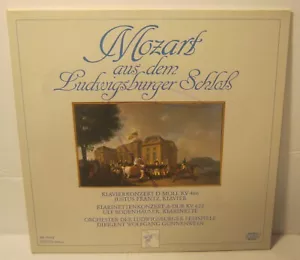 Mozart
aus dem
Ludwigsburger Schloß
KLAVIERKONZERT D-MOLL KV 466
JUSTUS FRANTZ, KLAVIER
KLARINETTENKONZERT A-DUR KV 622
ULF RODENHÄUSER, KLARINETTE
ORCHESTER DER LUDWIGSBURGER FESTSPIELE
DIRIGENT WOLFGANG GÖNNENWEIN